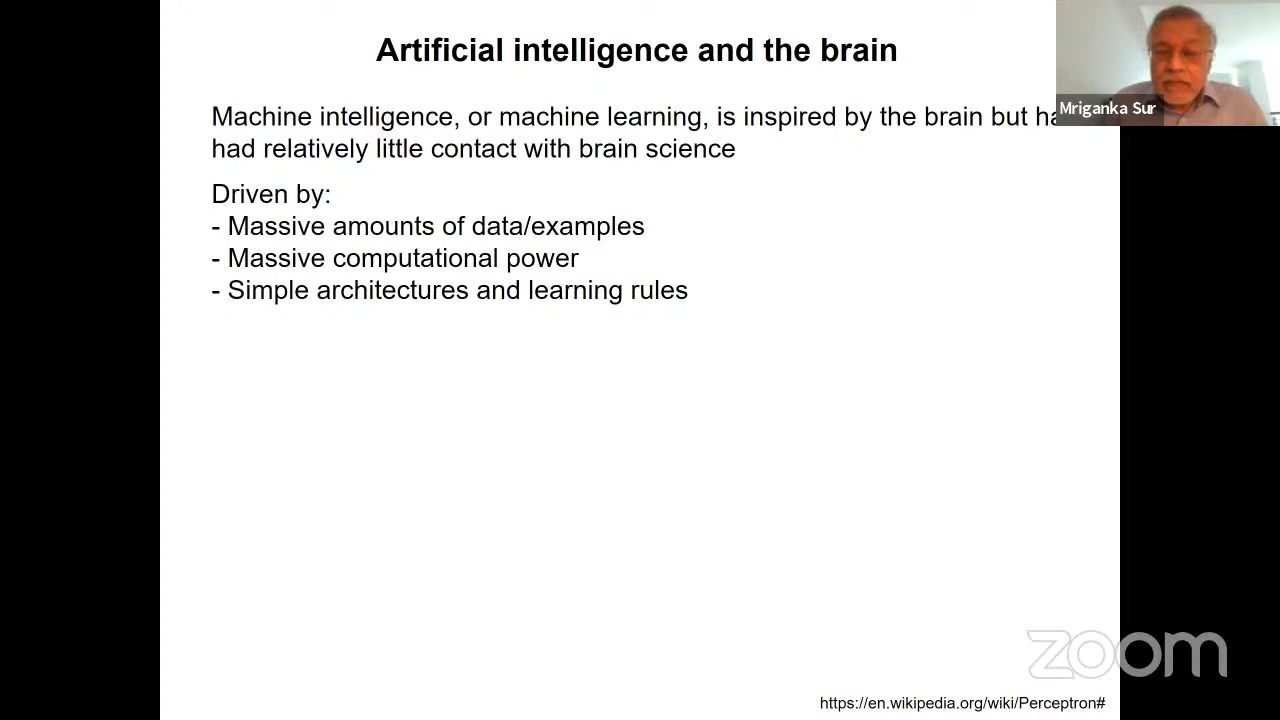 Artificial intelligence and the brain
Mriganka Sur
Machine intelligence, or machine learning, is inspired by the brain but
had relatively little contact with brain science
Driven by:
- Massive amounts of data/examples
- Massive computational power
- Simple architectures and learning rules
zoom
https://en.wikipedia.org/wiki/Perceptron#